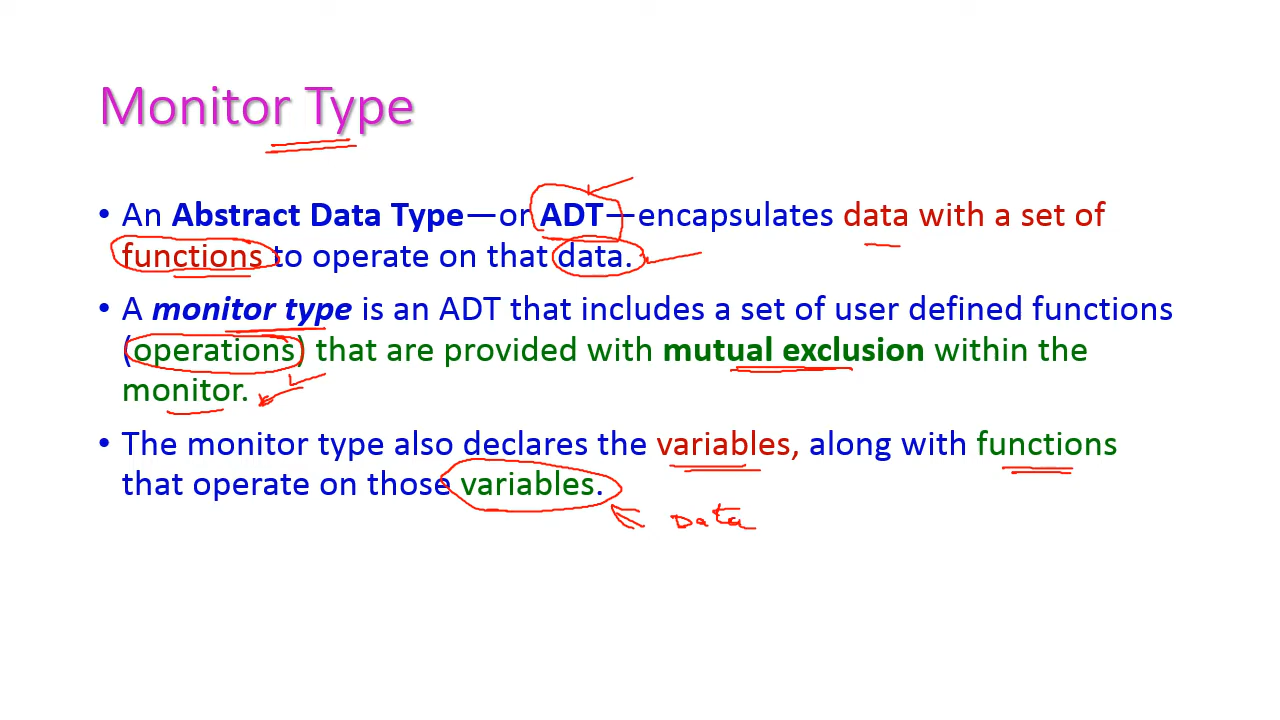 Monitor Type
• An Abstract Data Type—or ADT—encapsulates data with a set of
functions to operate on that data.
• A monitor type is an ADT that includes a set of user defined functions
(operations) that are provided with mutual exclusion within the
monitor.
• The monitor type also declares the variables, along with functions
that operate on those variables.
Data